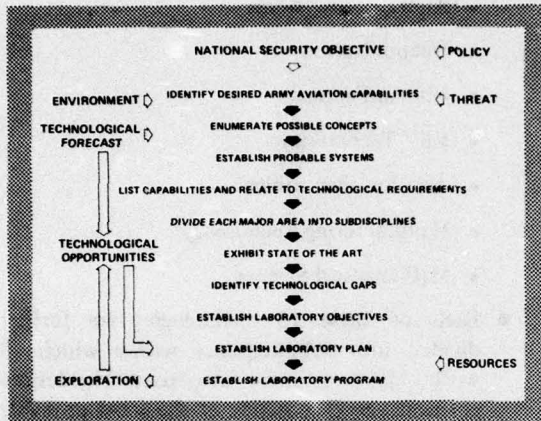 NATIONAL SECURITY OBJECTIVE POLICY
ENVIRONMENT IDENTIFY DESIRED ARMY AVIATION CAPABILITIES THREAT
TECHNOLOGICAL FORECAST ENUMERATE POSSIBLE CONCEPTS
ESTABLISH PROBABLE SYSTEMS
LIST CAPABILITIES AND RELATE TO TECHNOLOGICAL REQUIREMENTS
DIVIDE EACH MAJOR AREA INTO SUBDISCIPLINES
TECHNOLOGICAL OPPORTUNITIES
EXHIBIT STATE OF THE ART
IDENTIFY TECHNOLOGICAL GAPS
ESTABLISH LABORATORY OBJECTIVES
ESTABLISH LABORATORY PLAN
RESOURCES
EXPLORATION ESTABLISH LABORATORY PROGRAM